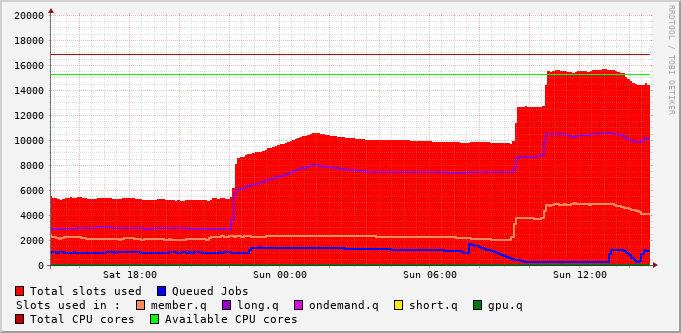 20000
18000
16000
14000
12000
10000
8000
6000
4000
2000
0
Sat 18:00 Sun 00:00 Sun 06:00 Sun 12:00
RRDTOOL / TOBI OETIKER
Total slots used Queued Jobs
Slots used in : member.q long.q ondemand.q short.q gpu.q
Total CPU cores Available CPU cores